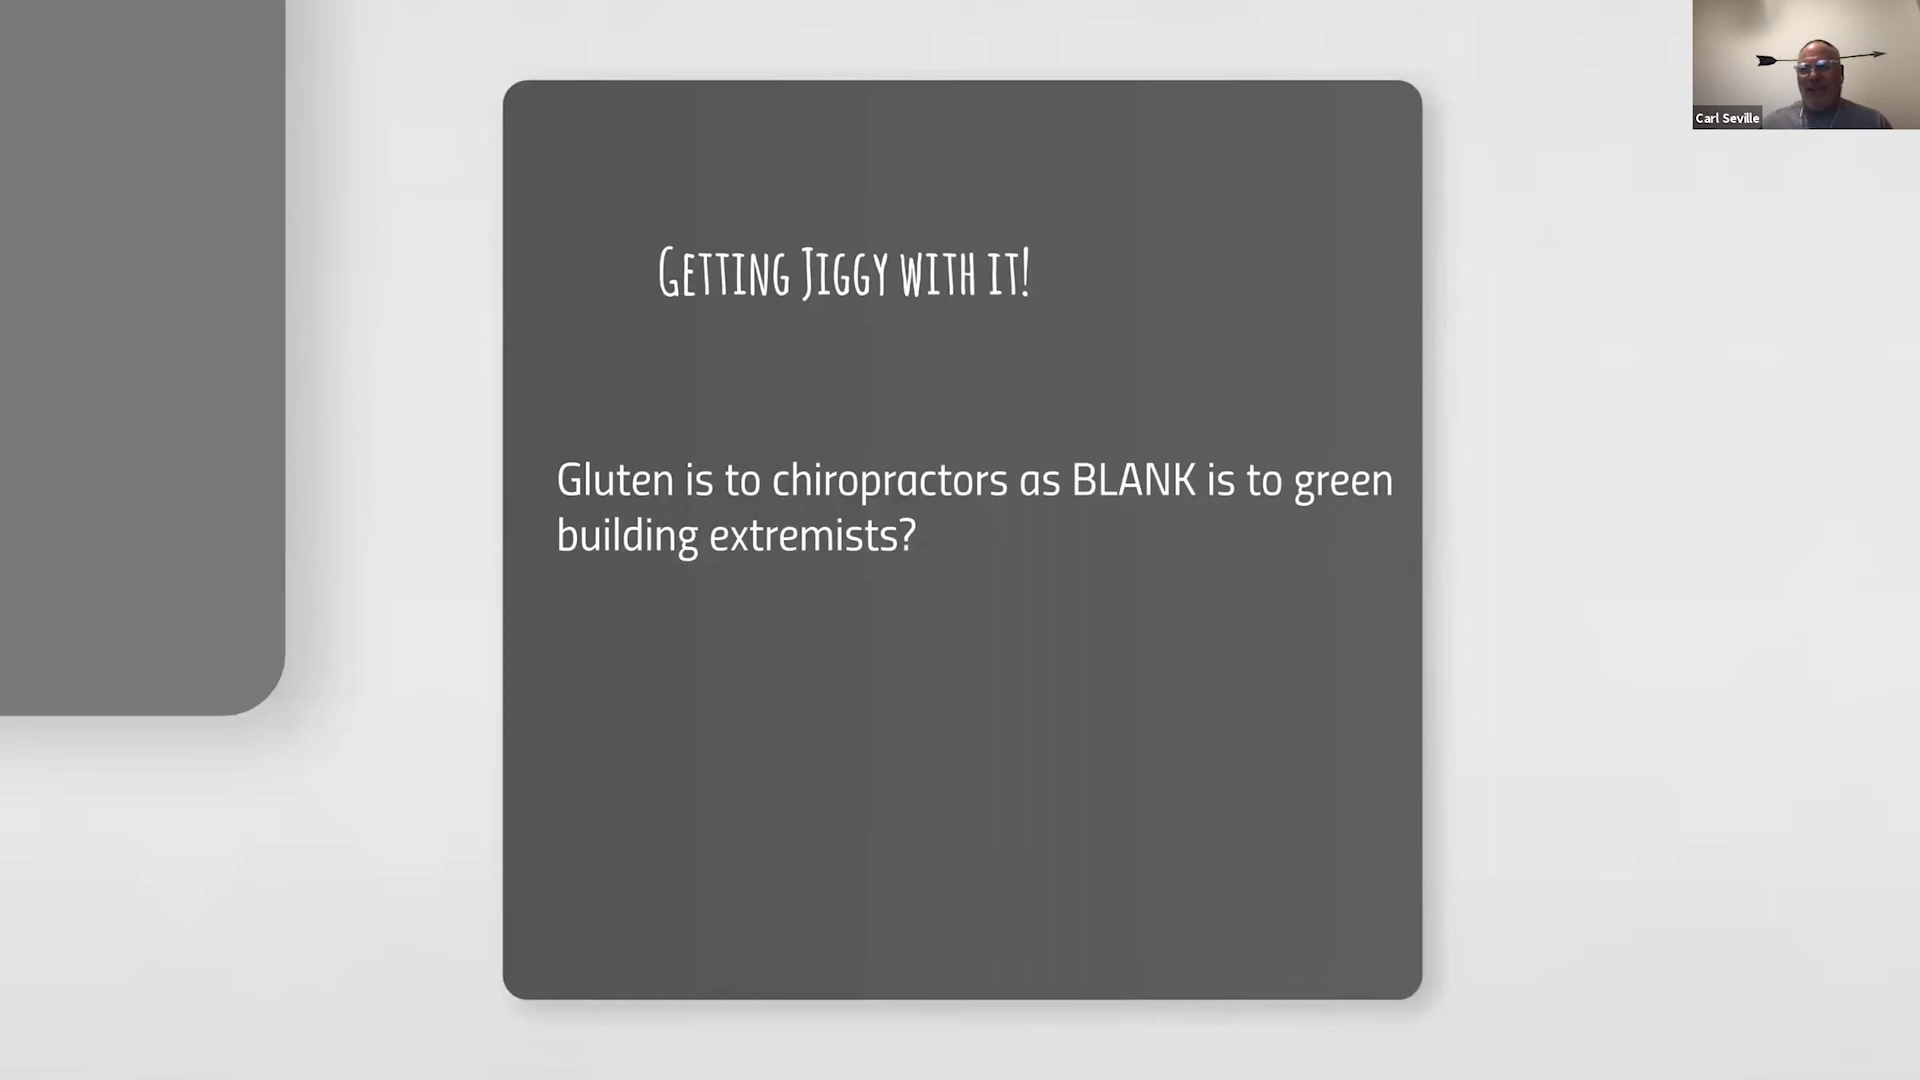 Carl Seville
Getting Jiggy with it!
Gluten is to chiropractors as BLANK is to green
building extremists?